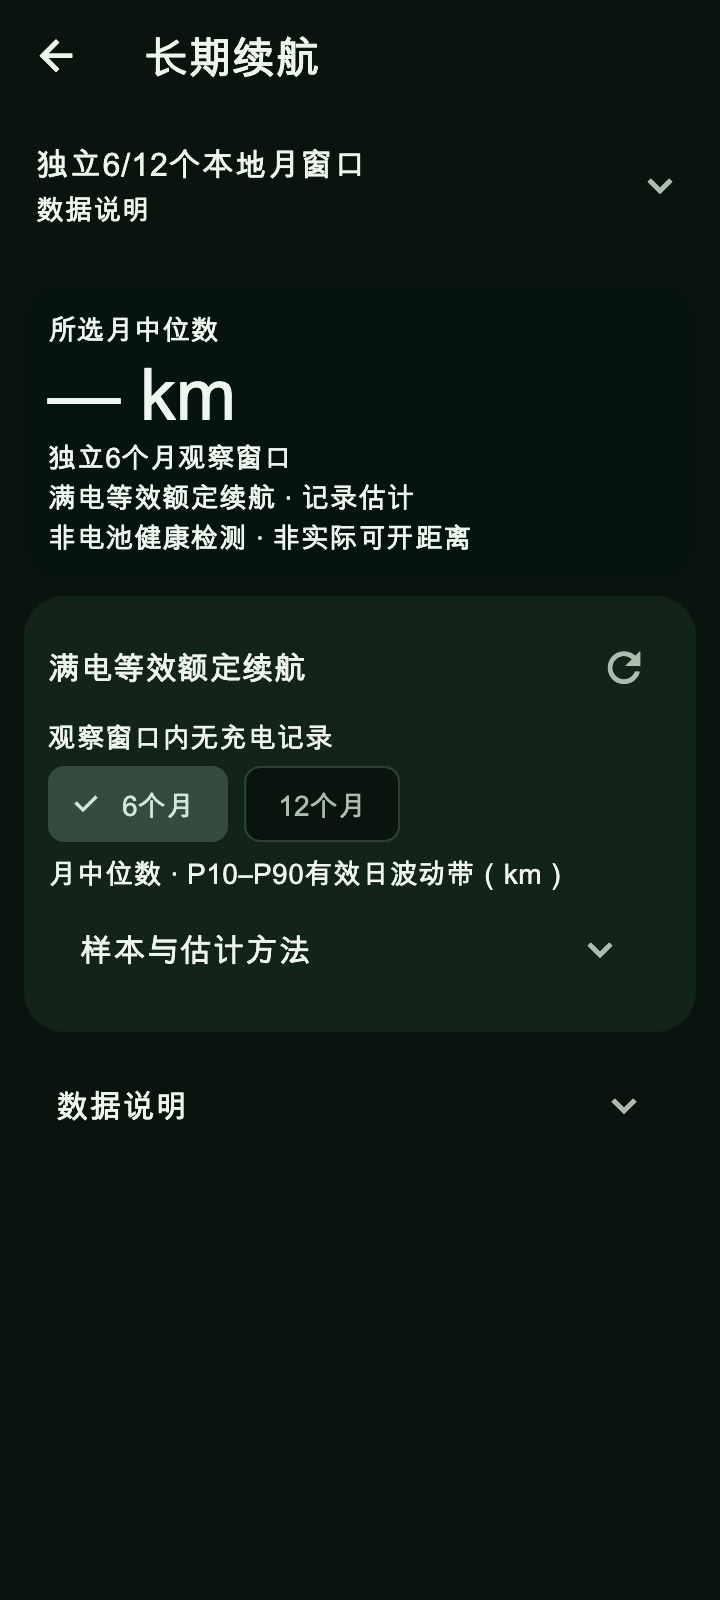 长期续航
独立6/12个本地月窗口
数据说明
所选月中位数
— km
独立6个月观察窗口
满电等效额定续航 · 记录估计
非电池健康检测 · 非实际可开距离
满电等效额定续航
观察窗口内无充电记录
6个月
12个月
月中位数 · P10–P90有效日波动带（km）
样本与估计方法
数据说明